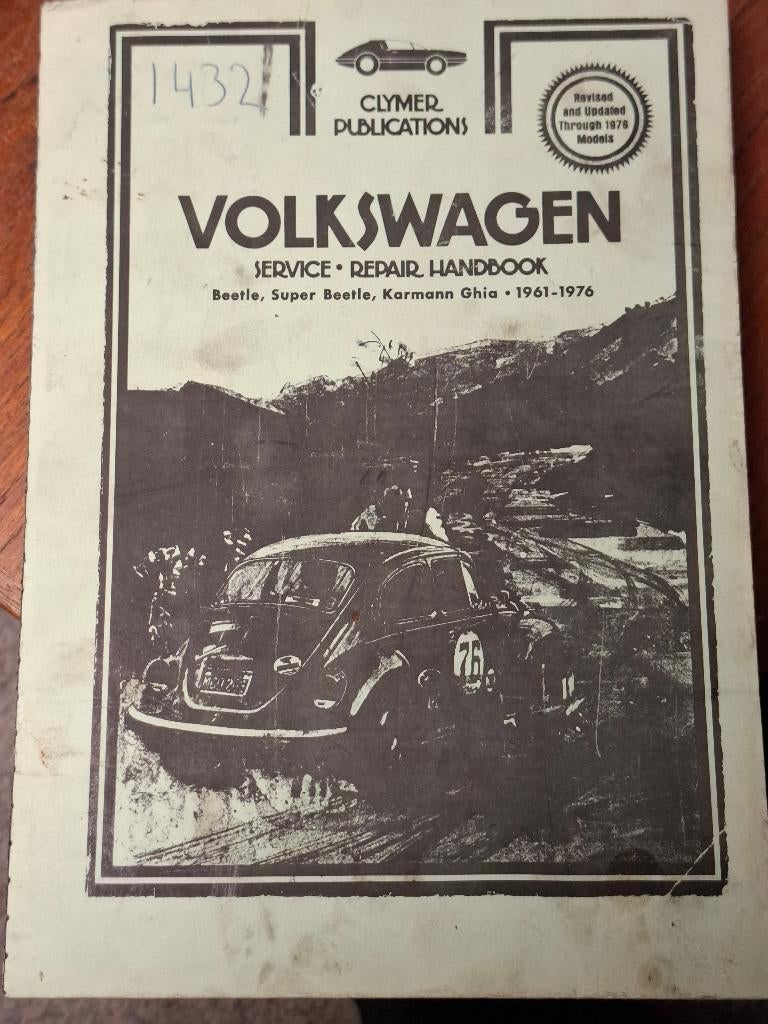 1432
CLYMER
PUBLICATIONS
Revised
and Updated
Through 1976
Models
VOLKSWAGEN
SERVICE • REPAIR HANDBOOK
Beetle, Super Beetle, Karmann Ghia • 1961-1976
76